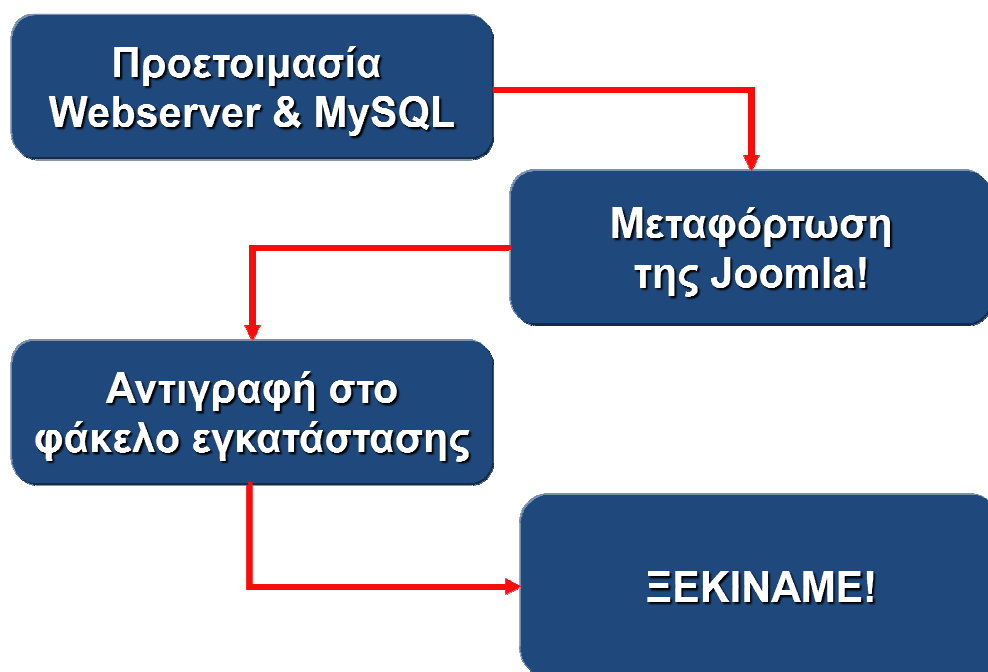 Προετοιμασία
Webserver & MySQL
Μεταφόρτωση
της Joomla!
Αντιγραφή στο
φάκελο εγκατάστασης
ΞΕΚΙΝΑΜΕ!